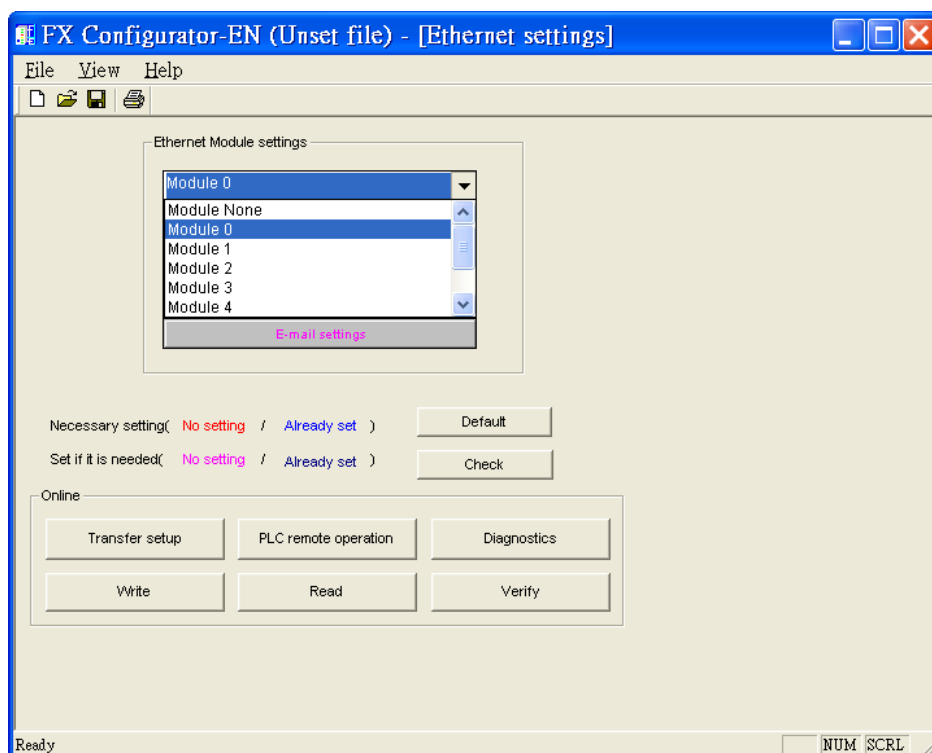 FX Configurator-EN (Unset file) - [Ethernet settings]
File View Help
Ethernet Module settings
Module 0
Module None
Module 0
Module 1
Module 2
Module 3
Module 4
E-mail settings
Necessary setting( No setting / Already set ) Default
Set if it is needed( No setting / Already set ) Check
Online
Transfer setup PLC remote operation Diagnostics
Write Read Verify
Ready NUM SCRL